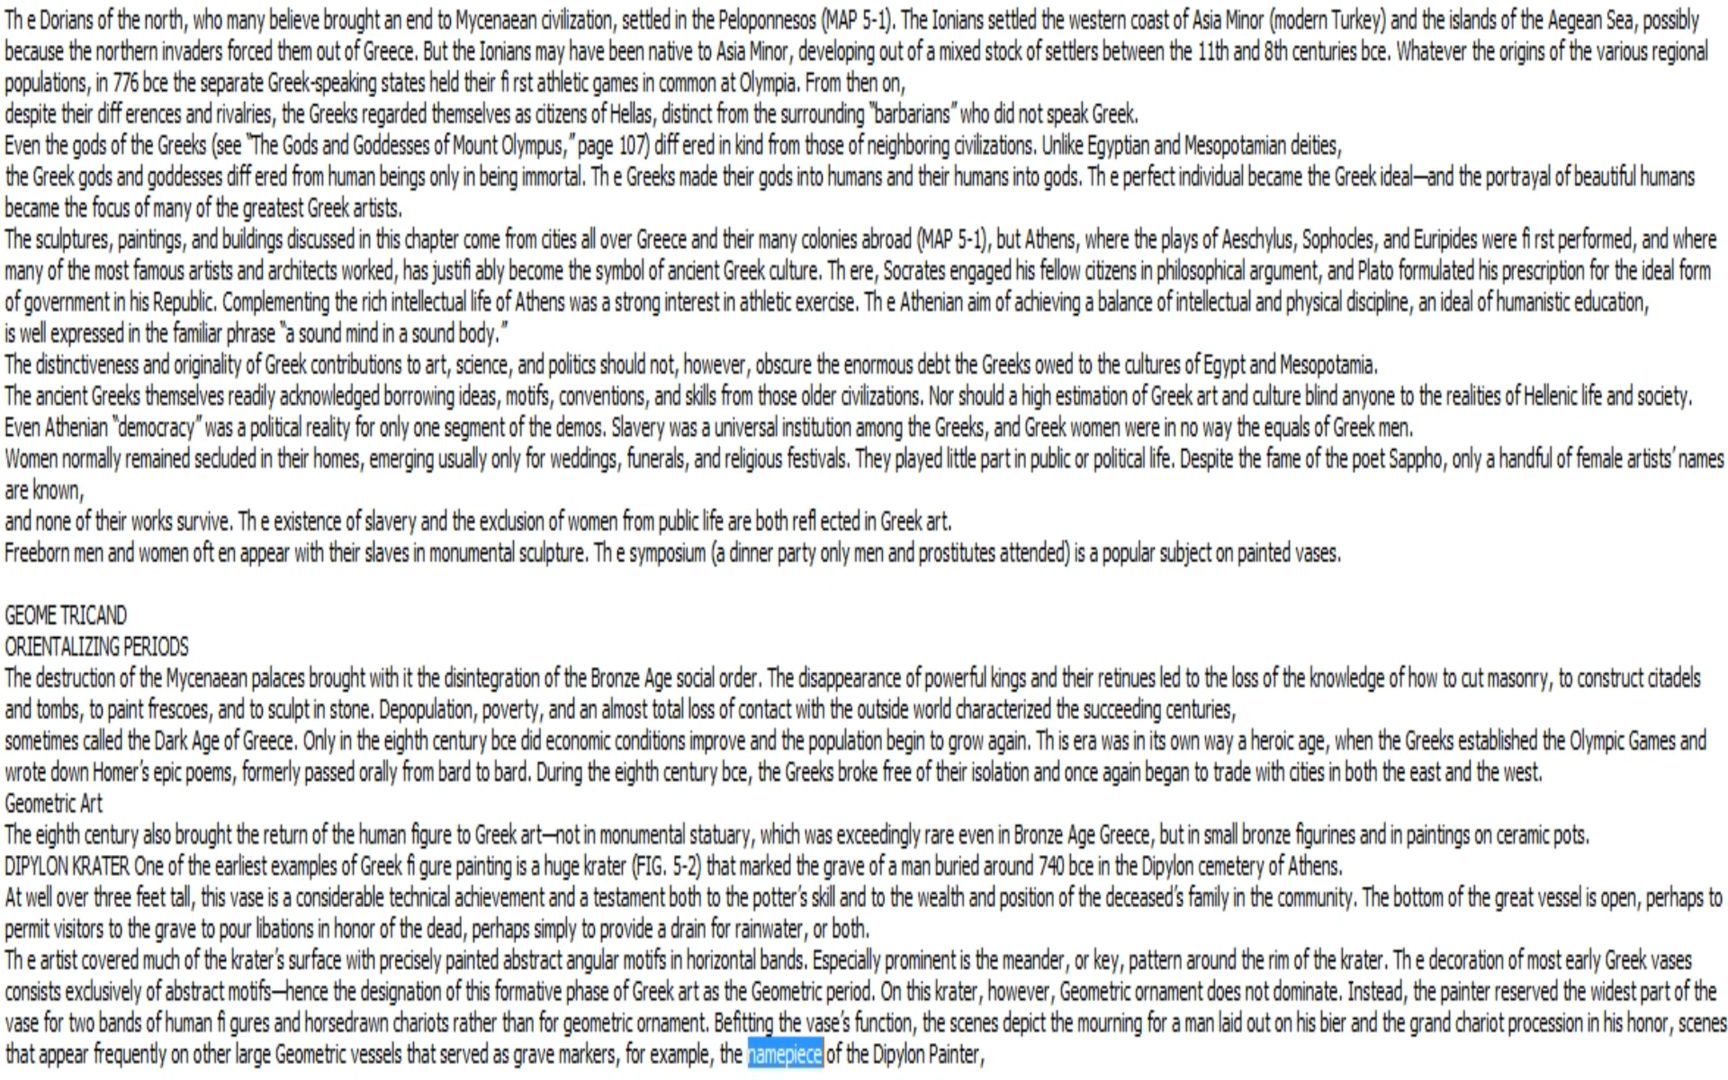 Th e Dorians of the north, who many believe brought an end to Mycenaean civilization, settled in the Peloponnesos (MAP 5-1). The Ionians settled the western coast of Asia Minor (modern Turkey) and the islands of the Aegean Sea, possibly
because the northern invaders forced them out of Greece. But the Ionians may have been native to Asia Minor, developing out of a mixed stock of settlers between the 11th and 8th centuries bce. Whatever the origins of the various regional
populations, in 776 bce the separate Greek-speaking states held their fi rst athletic games in common at Olympia. From then on,
despite their diff erences and rivalries, the Greeks regarded themselves as citizens of Hellas, distinct from the surrounding “barbarians” who did not speak Greek.
Even the gods of the Greeks (see “The Gods and Goddesses of Mount Olympus,” page 107) diff ered in kind from those of neighboring civilizations. Unlike Egyptian and Mesopotamian deities,
the Greek gods and goddesses diff ered from human beings only in being immortal. Th e Greeks made their gods into humans and their humans into gods. Th e perfect individual became the Greek ideal—and the portrayal of beautiful humans
became the focus of many of the greatest Greek artists.
The sculptures, paintings, and buildings discussed in this chapter come from cities all over Greece and their many colonies abroad (MAP 5-1), but Athens, where the plays of Aeschylus, Sophocles, and Euripides were fi rst performed, and where
many of the most famous artists and architects worked, has justifi ably become the symbol of ancient Greek culture. Th ere, Socrates engaged his fellow citizens in philosophical argument, and Plato formulated his prescription for the ideal form
of government in his Republic. Complementing the rich intellectual life of Athens was a strong interest in athletic exercise. Th e Athenian aim of achieving a balance of intellectual and physical discipline, an ideal of humanistic education,
is well expressed in the familiar phrase “a sound mind in a sound body.”
The distinctiveness and originality of Greek contributions to art, science, and politics should not, however, obscure the enormous debt the Greeks owed to the cultures of Egypt and Mesopotamia.
The ancient Greeks themselves readily acknowledged borrowing ideas, motifs, conventions, and skills from those older civilizations. Nor should a high estimation of Greek art and culture blind anyone to the realities of Hellenic life and society.
Even Athenian “democracy” was a political reality for only one segment of the demos. Slavery was a universal institution among the Greeks, and Greek women were in no way the equals of Greek men.
Women normally remained secluded in their homes, emerging usually only for weddings, funerals, and religious festivals. They played little part in public or political life. Despite the fame of the poet Sappho, only a handful of female artists’ names
are known,
and none of their works survive. Th e existence of slavery and the exclusion of women from public life are both refl ected in Greek art.
Freeborn men and women oft en appear with their slaves in monumental sculpture. Th e symposium (a dinner party only men and prostitutes attended) is a popular subject on painted vases.
GEOME TRICAND
ORIENTALIZING PERIODS
The destruction of the Mycenaean palaces brought with it the disintegration of the Bronze Age social order. The disappearance of powerful kings and their retinues led to the loss of the knowledge of how to cut masonry, to construct citadels
and tombs, to paint frescoes, and to sculpt in stone. Depopulation, poverty, and an almost total loss of contact with the outside world characterized the succeeding centuries,
sometimes called the Dark Age of Greece. Only in the eighth century bce did economic conditions improve and the population begin to grow again. Th is era was in its own way a heroic age, when the Greeks established the Olympic Games and
wrote down Homer’s epic poems, formerly passed orally from bard to bard. During the eighth century bce, the Greeks broke free of their isolation and once again began to trade with cities in both the east and the west.
Geometric Art
The eighth century also brought the return of the human figure to Greek art—not in monumental statuary, which was exceedingly rare even in Bronze Age Greece, but in small bronze figurines and in paintings on ceramic pots.
DIPYLON KRATER One of the earliest examples of Greek fi gure painting is a huge krater (FIG. 5-2) that marked the grave of a man buried around 740 bce in the Dipylon cemetery of Athens.
At well over three feet tall, this vase is a considerable technical achievement and a testament both to the potter’s skill and to the wealth and position of the deceased’s family in the community. The bottom of the great vessel is open, perhaps to
permit visitors to the grave to pour libations in honor of the dead, perhaps simply to provide a drain for rainwater, or both.
Th e artist covered much of the krater’s surface with precisely painted abstract angular motifs in horizontal bands. Especially prominent is the meander, or key, pattern around the rim of the krater. Th e decoration of most early Greek vases
consists exclusively of abstract motifs—hence the designation of this formative phase of Greek art as the Geometric period. On this krater, however, Geometric ornament does not dominate. Instead, the painter reserved the widest part of the
vase for two bands of human fi gures and horsedrawn chariots rather than for geometric ornament. Befitting the vase’s function, the scenes depict the mourning for a man laid out on his bier and the grand chariot procession in his honor, scenes
that appear frequently on other large Geometric vessels that served as grave markers, for example, the namepiece of the Dipylon Painter,